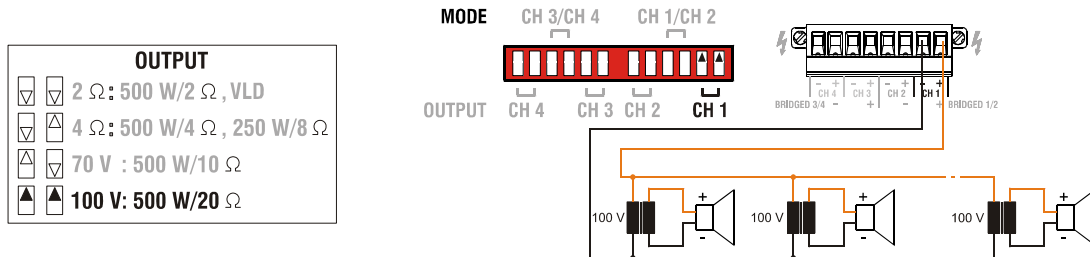 OUTPUT
2 Ω: 500 W/2 Ω , VLD
4 Ω: 500 W/4 Ω , 250 W/8 Ω
70 V : 500 W/10 Ω
100 V: 500 W/20 Ω
MODE CH 3/CH 4 CH 1/CH 2
OUTPUT CH 4 CH 3 CH 2 CH 1
- + - + - + - +
CH 4 CH 3 CH 2 CH 1
BRIDGED 3/4 - + - + BRIDGED 1/2
100 V + -
100 V + -
100 V + -